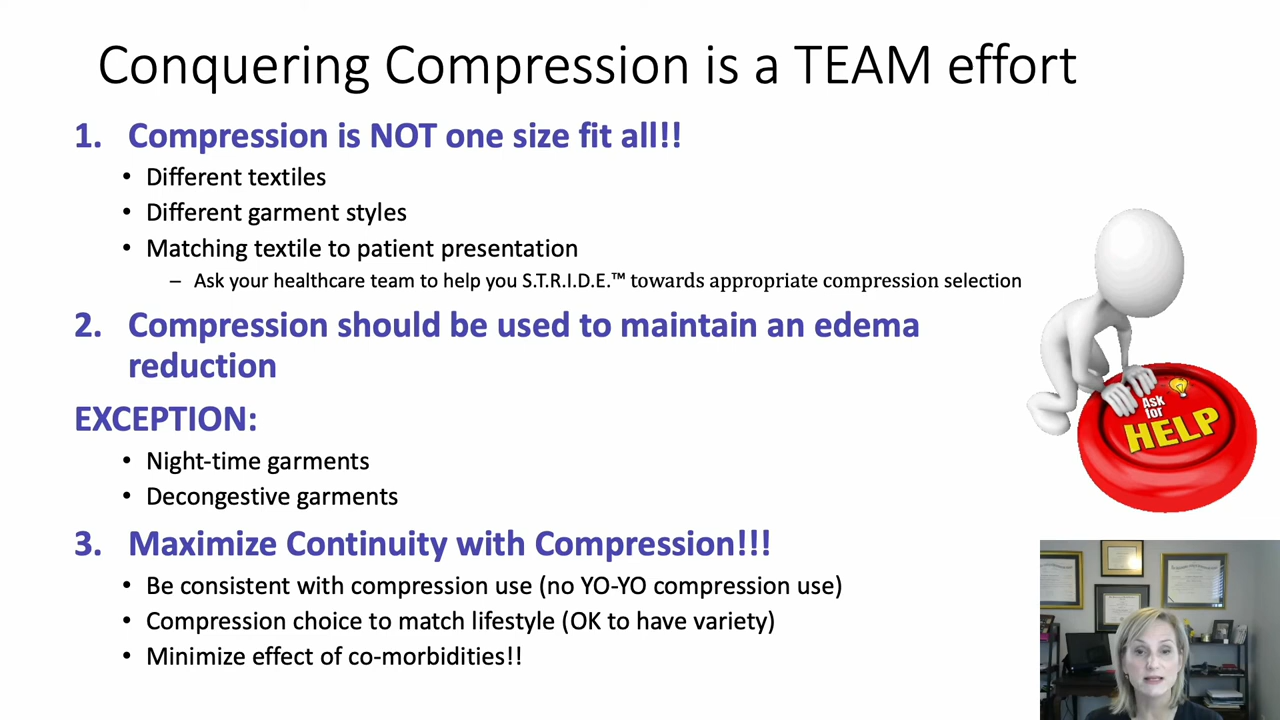 Conquering Compression is a TEAM effort
1. Compression is NOT one size fit all!!
• Different textiles
• Different garment styles
• Matching textile to patient presentation
– Ask your healthcare team to help you S.T.R.I.D.E.™ towards appropriate compression selection
2. Compression should be used to maintain an edema
reduction
EXCEPTION:
• Night-time garments
• Decongestive garments
3. Maximize Continuity with Compression!!!
• Be consistent with compression use (no YO-YO compression use)
• Compression choice to match lifestyle (OK to have variety)
• Minimize effect of co-morbidities!!
Ask
for
HELP